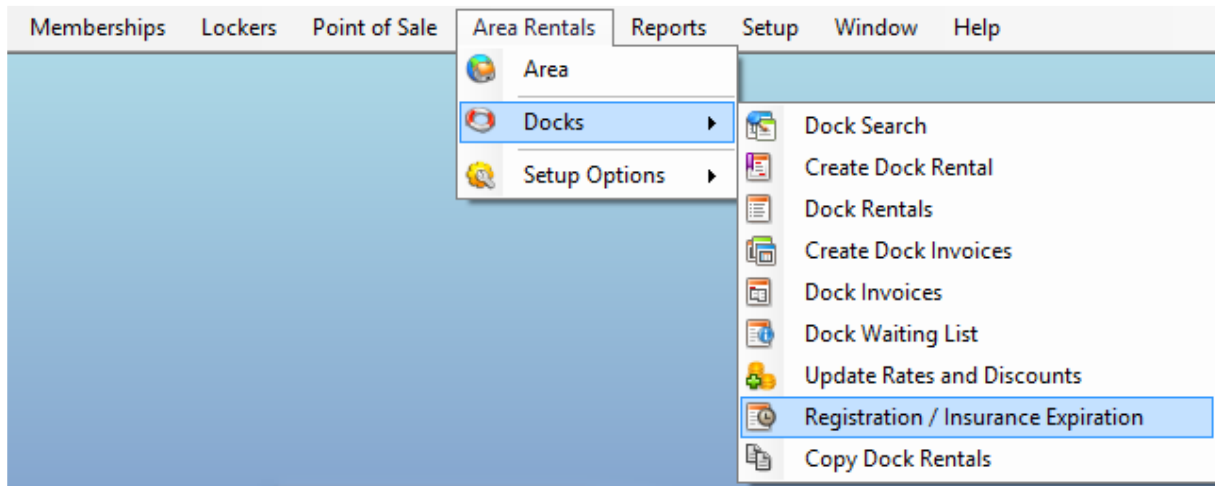 Memberships Lockers Point of Sale Area Rentals Reports Setup Window Help
Area
Docks
Setup Options
Dock Search
Create Dock Rental
Dock Rentals
Create Dock Invoices
Dock Invoices
Dock Waiting List
Update Rates and Discounts
Registration / Insurance Expiration
Copy Dock Rentals